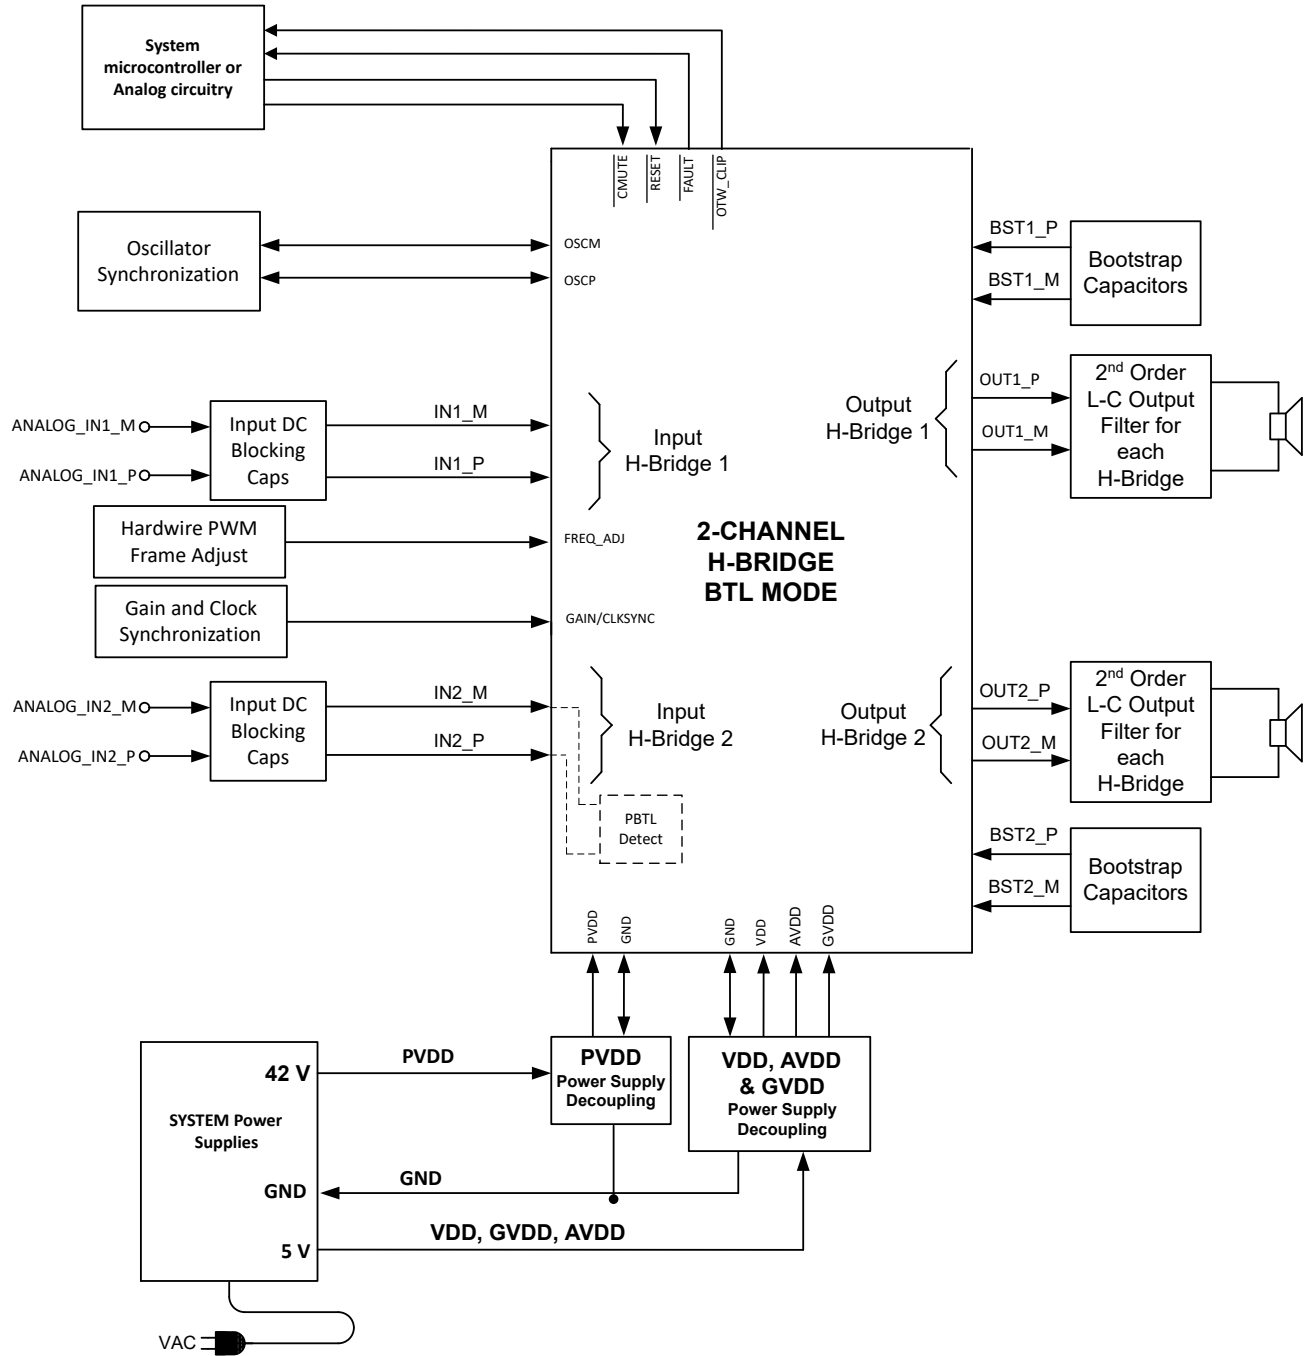 System
microcontroller or
Analog circuitry
CMUTE
RESET
FAULT
OTW_CLIP
Oscillator
Synchronization
OSCM
OSCP
BST1_P
BST1_M
Bootstrap
Capacitors
ANALOG_IN1_M
ANALOG_IN1_P
Input DC
Blocking
Caps
IN1_M
IN1_P
Input
H-Bridge 1
Output
H-Bridge 1
OUT1_P
OUT1_M
2nd Order
L-C Output
Filter for
each
H-Bridge
Hardwire PWM
Frame Adjust
FREQ_ADJ
2-CHANNEL
H-BRIDGE
BTL MODE
Gain and Clock
Synchronization
GAIN/CLKSYNC
ANALOG_IN2_M
ANALOG_IN2_P
Input DC
Blocking
Caps
IN2_M
IN2_P
Input
H-Bridge 2
Output
H-Bridge 2
OUT2_P
OUT2_M
2nd Order
L-C Output
Filter for
each
H-Bridge
PBTL
Detect
BST2_P
BST2_M
Bootstrap
Capacitors
PVDD
GND
GND
VDD
AVDD
GVDD
42 V
PVDD
PVDD
Power Supply
Decoupling
VDD, AVDD
& GVDD
Power Supply
Decoupling
SYSTEM Power
Supplies
GND
GND
5 V
VDD, GVDD, AVDD
VAC